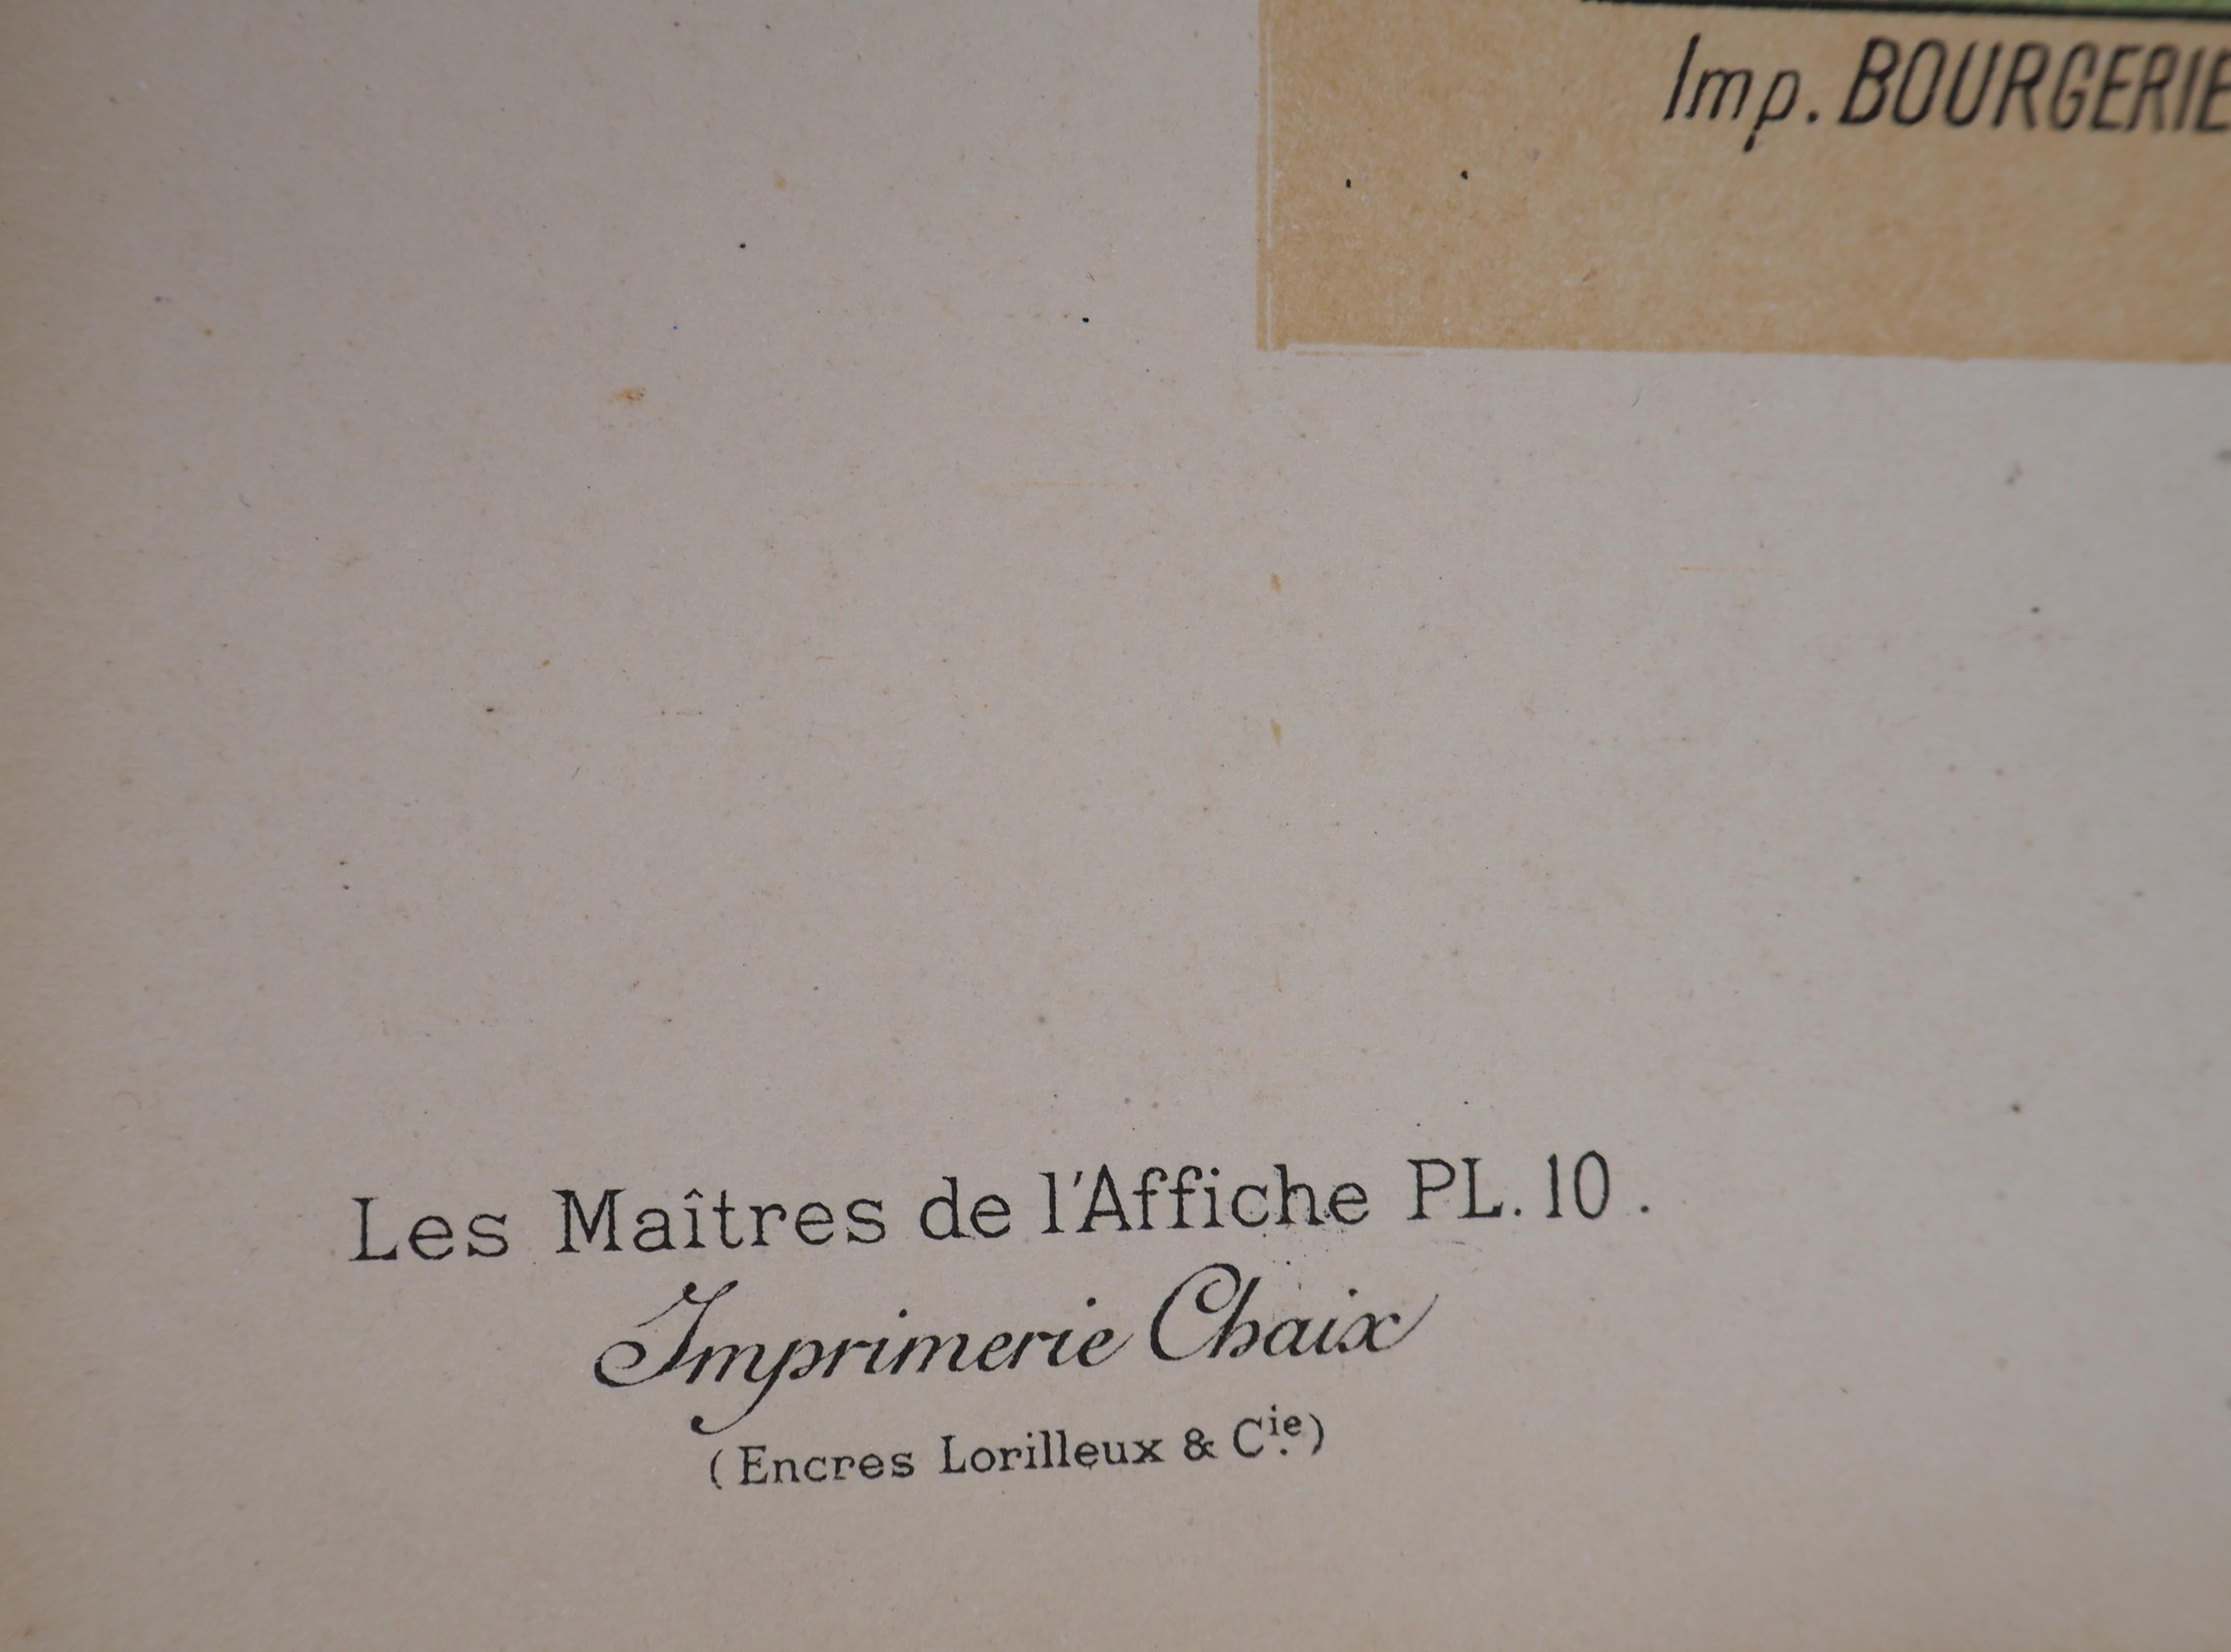 Imp. BOURGERIE
Les Maîtres de l'Affiche PL. 10.
Imprimerie Chaix
(Encres Lorilleux & Cie.)